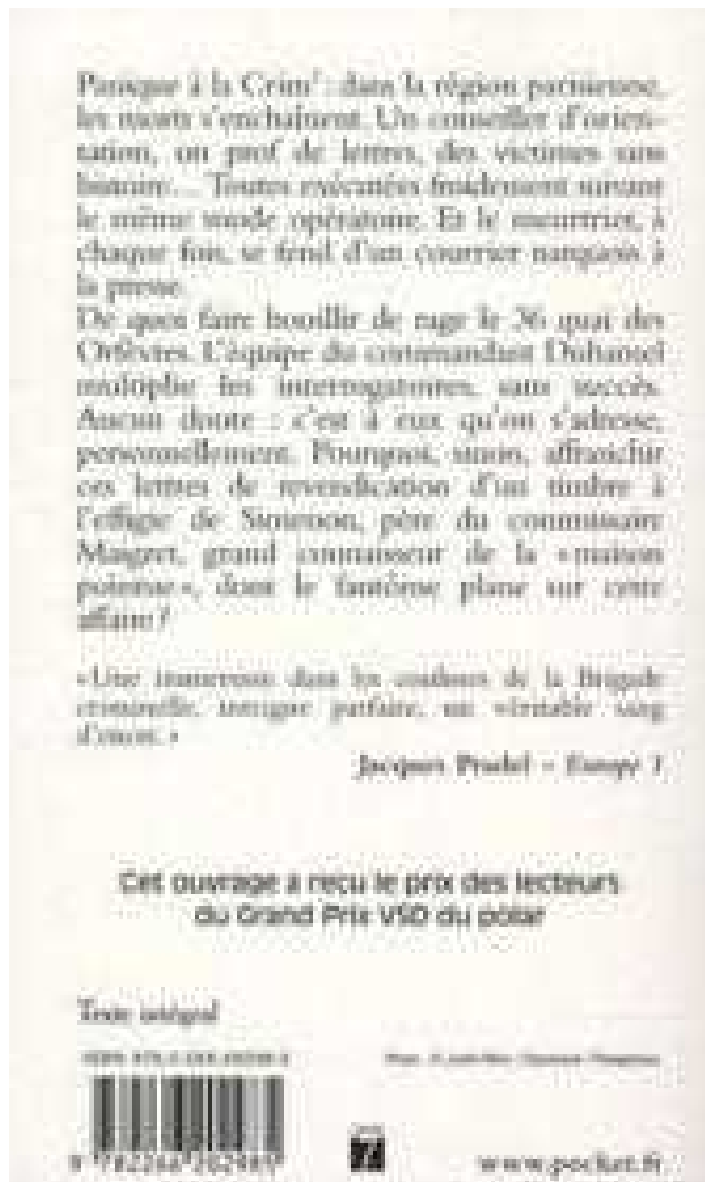 Panique à la Crim' : dans la région parisienne,
les morts s'enchaînent. Un conseiller d'orien-
tation, un prof de lettres, des victimes sans
histoire... Toutes exécutées froidement suivant
le même mode opératoire. Et le meurtrier, à
chaque fois, se fend d'un courrier narquois à
la presse.
De quoi faire bouillir de rage le 36 quai des
Orfèvres. L'équipe du commandant Duhamel
multiplie les interrogatoires, sans succès.
Aucun doute : c'est à eux qu'on s'adresse,
personnellement. Pourquoi, sinon, affranchir
ces lettres de revendication d'un timbre à
l'effigie de Simenon, père du commissaire
Maigret, grand connaisseur de la « maison
pointue », dont le fantôme plane sur cette
affaire ?
« Une immersion dans les coulisses de la Brigade
criminelle, intrigue parfaite, un véritable sang
d'encre. »
Jacques Pradel – Europe 1
Cet ouvrage a reçu le prix des lecteurs
du Grand Prix VSD du polar
Texte intégral
9 782266 202985
www.pocket.fr